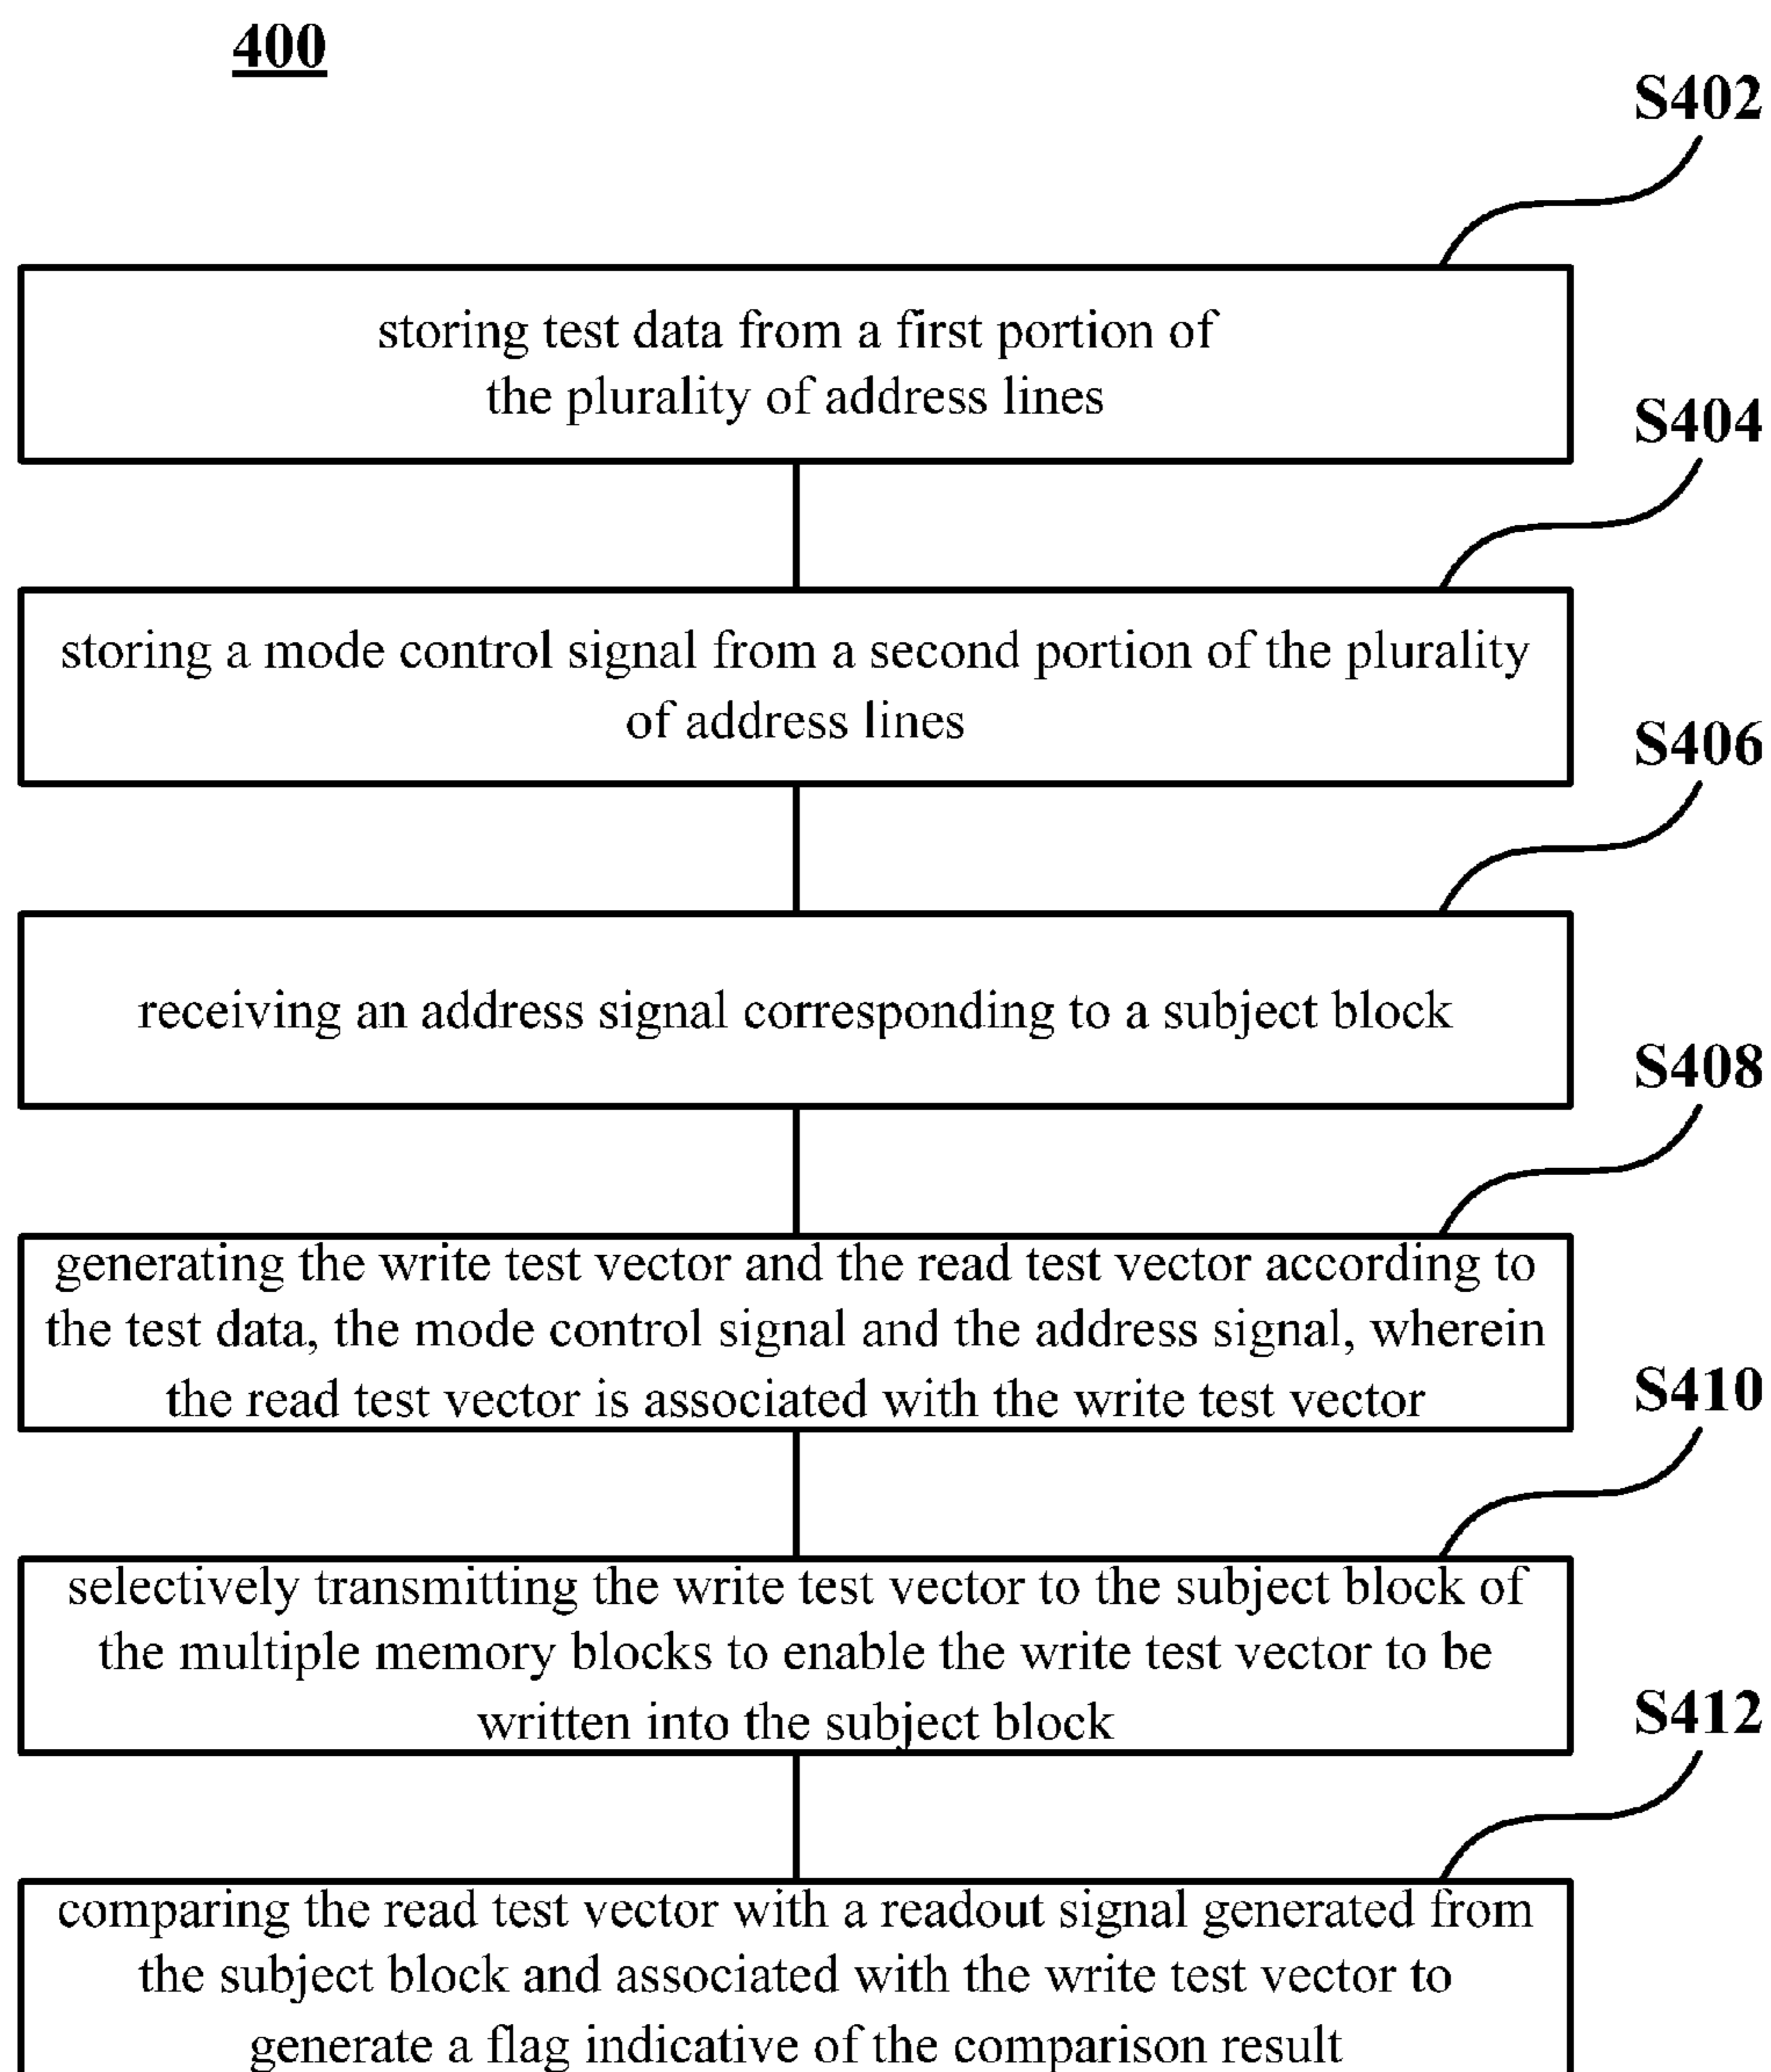 400
S402
storing test data from a first portion of
the plurality of address lines
S404
storing a mode control signal from a second portion of the plurality
of address lines
S406
receiving an address signal corresponding to a subject block
S408
generating the write test vector and the read test vector according to
the test data, the mode control signal and the address signal, wherein
the read test vector is associated with the write test vector
S410
selectively transmitting the write test vector to the subject block of
the multiple memory blocks to enable the write test vector to be
written into the subject block
S412
comparing the read test vector with a readout signal generated from
the subject block and associated with the write test vector to
generate a flag indicative of the comparison result